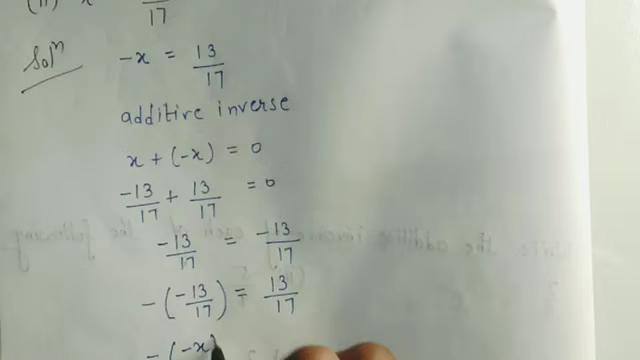 (ii) x
17
Solⁿ
-x = 13/17
additive inverse
x + (-x) = 0
-13/17 + 13/17 = 0
-13/17 = -13/17
-(-13/17) = 13/17
-(-x)